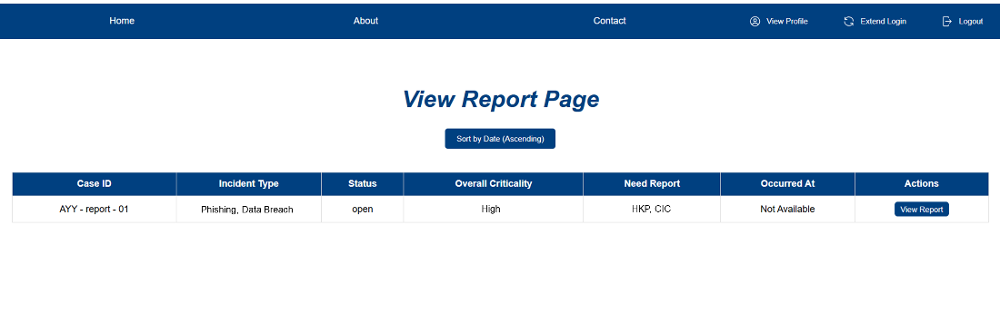 Home About Contact View Profile Extend Login Logout
View Report Page
Sort by Date (Ascending)
Case ID Incident Type Status Overall Criticality Need Report Occurred At Actions
AYY - report - 01 Phishing, Data Breach open High HKP, CIC Not Available View Report